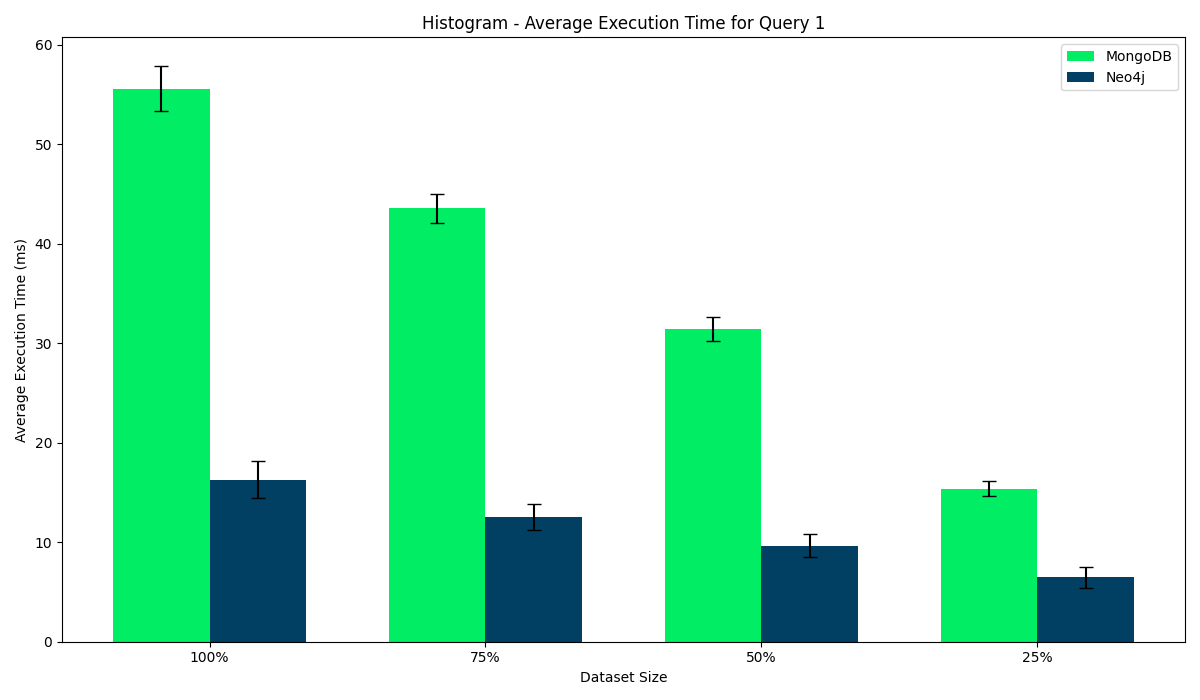 Histogram - Average Execution Time for Query 1
MongoDB
Neo4j
Average Execution Time (ms)
60
50
40
30
20
10
0
100%
75%
50%
25%
Dataset Size